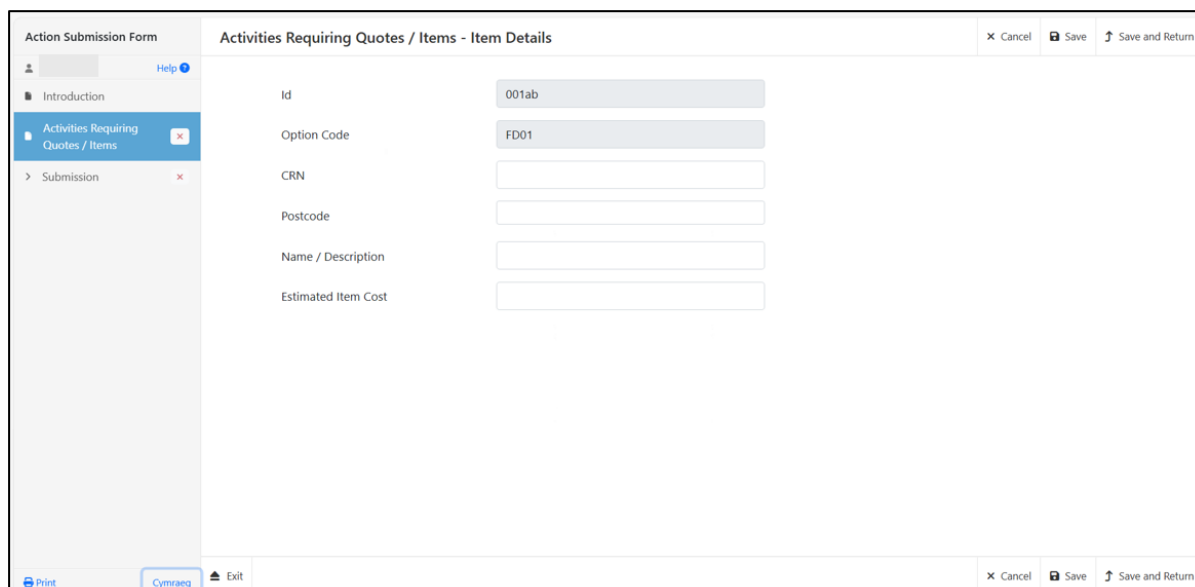 Action Submission Form
Help
Introduction
Activities Requiring
Quotes / Items
Submission
Print
Cymraeg
Activities Requiring Quotes / Items - Item Details
Cancel
Save
Save and Return
Id
001ab
Option Code
FD01
CRN
Postcode
Name / Description
Estimated Item Cost
Exit
Cancel
Save
Save and Return